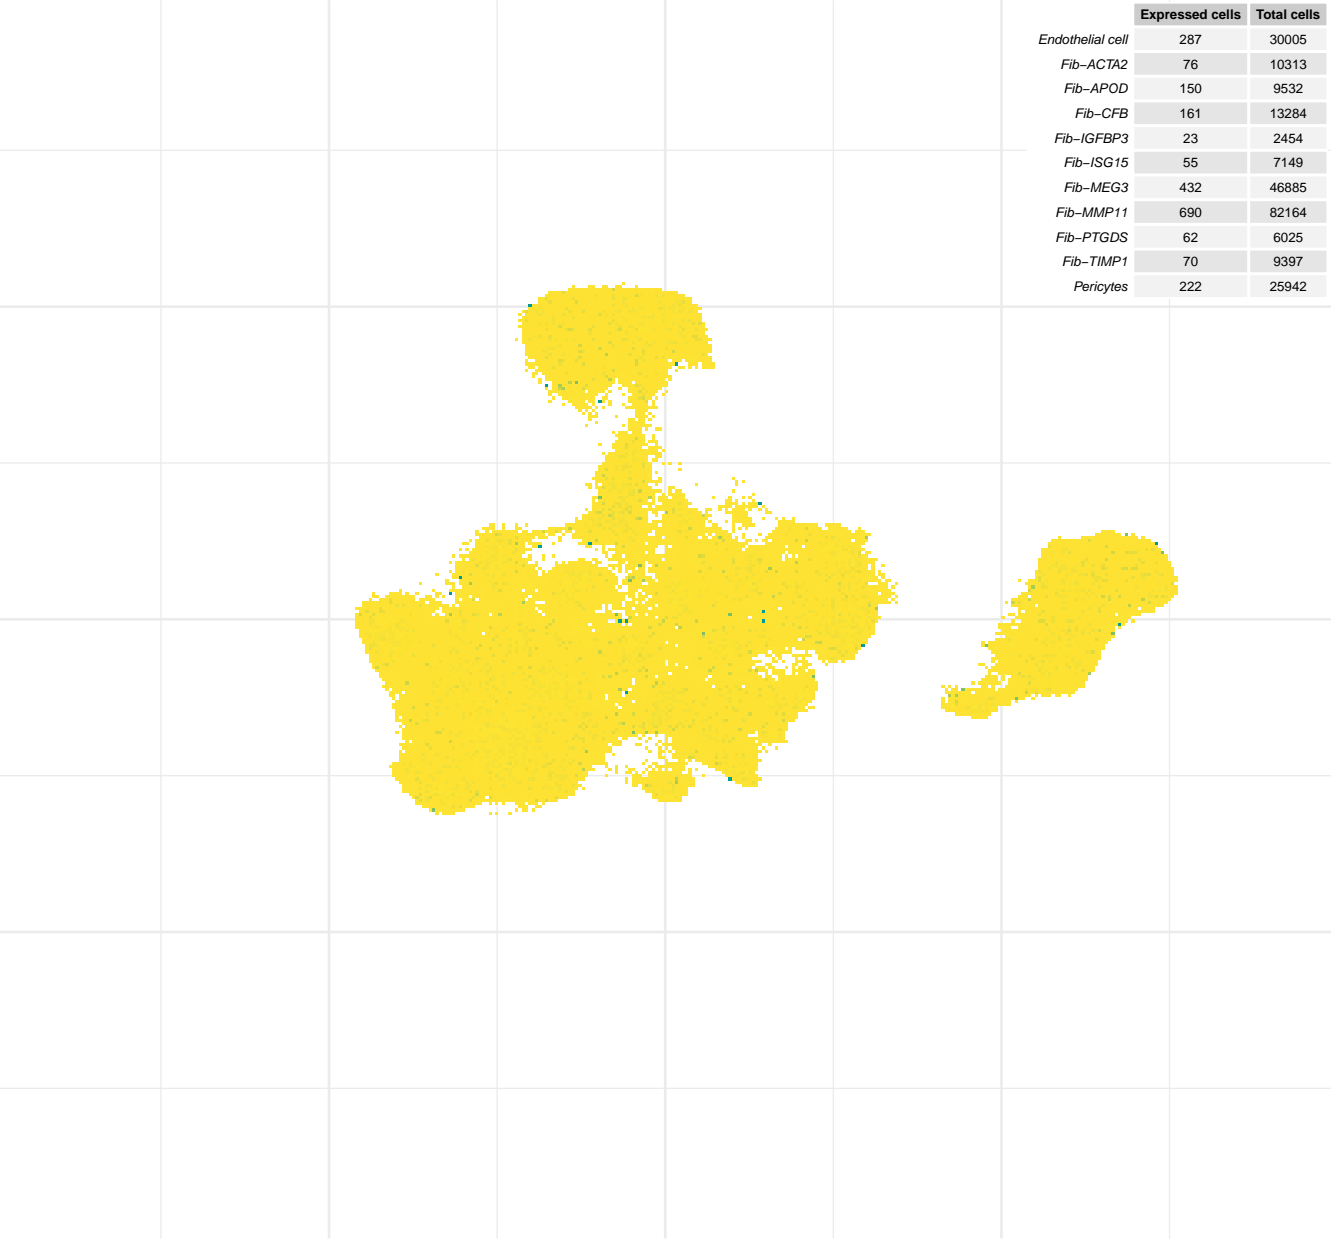 Expressed cells Total cells
Endothelial cell 287 30005
Fib−ACTA2 76 10313
Fib−APOD 150 9532
Fib−CFB 161 13284
Fib−IGFBP3 23 2454
Fib−ISG15 55 7149
Fib−MEG3 432 46885
Fib−MMP11 690 82164
Fib−PTGDS 62 6025
Fib−TIMP1 70 9397
Pericytes 222 25942